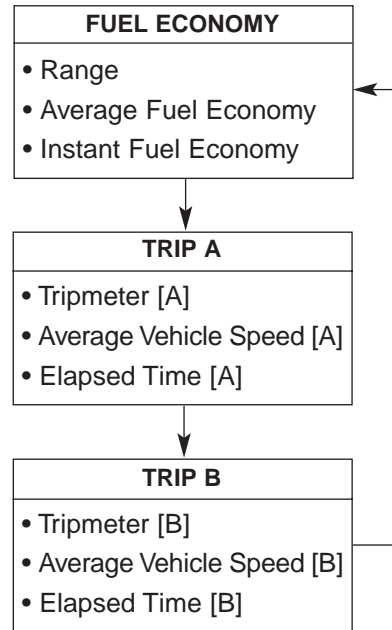 FUEL ECONOMY
• Range
• Average Fuel Economy
• Instant Fuel Economy
TRIP A
• Tripmeter [A]
• Average Vehicle Speed [A]
• Elapsed Time [A]
TRIP B
• Tripmeter [B]
• Average Vehicle Speed [B]
• Elapsed Time [B]